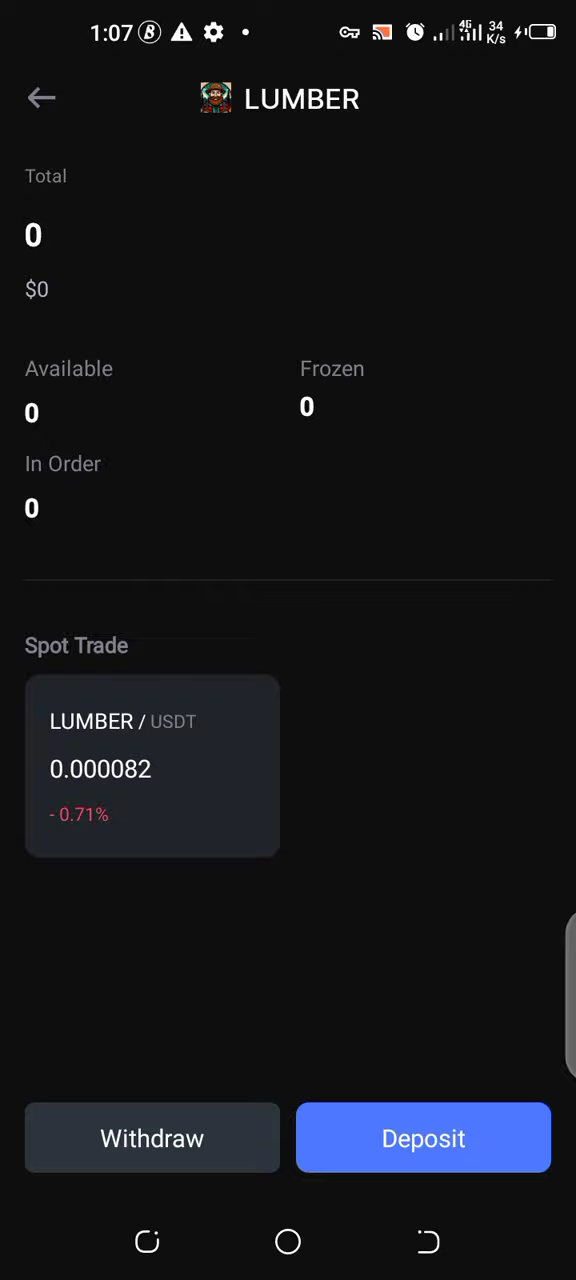 1:07 4G 34 K/s
LUMBER
Total
0
$0
Available
Frozen
0
0
In Order
0
Spot Trade
LUMBER / USDT
0.000082
- 0.71%
Withdraw
Deposit